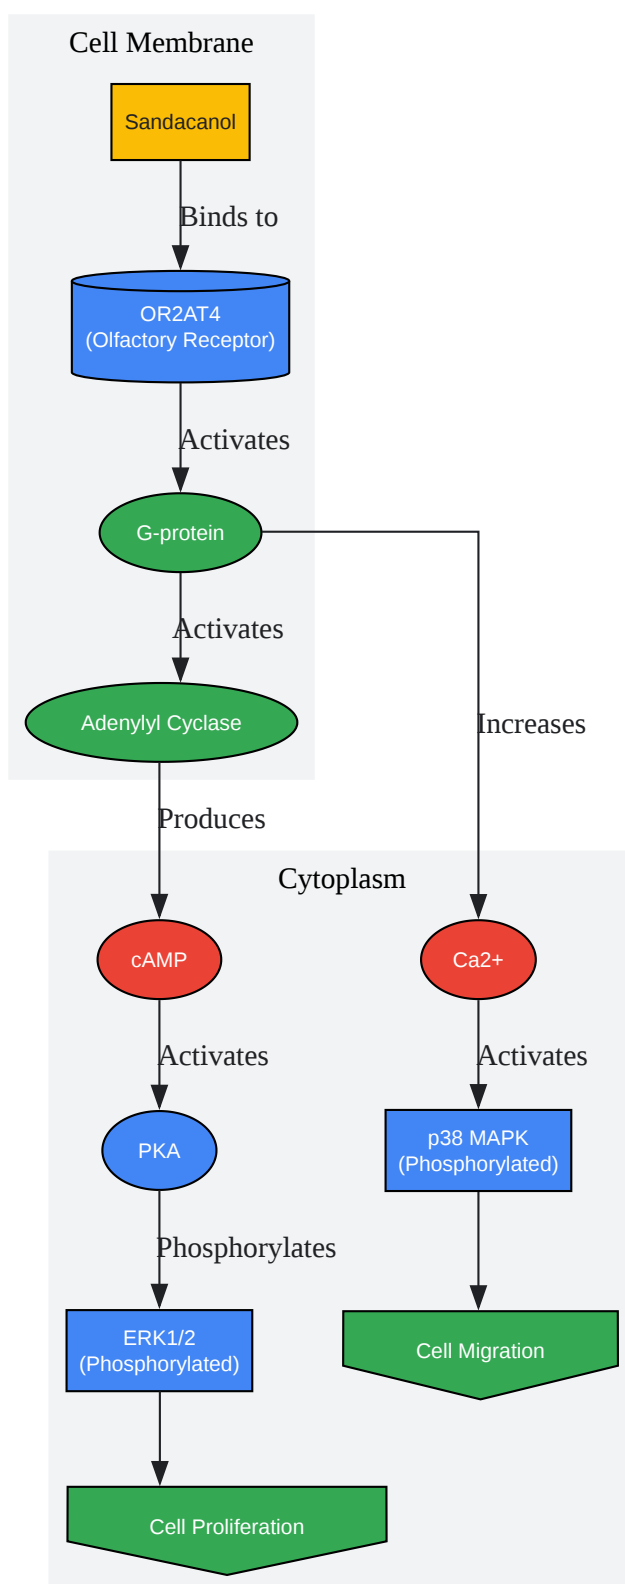 Cell Membrane
Sandacanol
Binds to
OR2AT4
(Olfactory Receptor)
Activates
G-protein
Activates
Adenylyl Cyclase
Increases
Produces
Cytoplasm
cAMP
Ca2+
Activates
Activates
PKA
p38 MAPK
(Phosphorylated)
Phosphorylates
ERK1/2
(Phosphorylated)
Cell Migration
Cell Proliferation